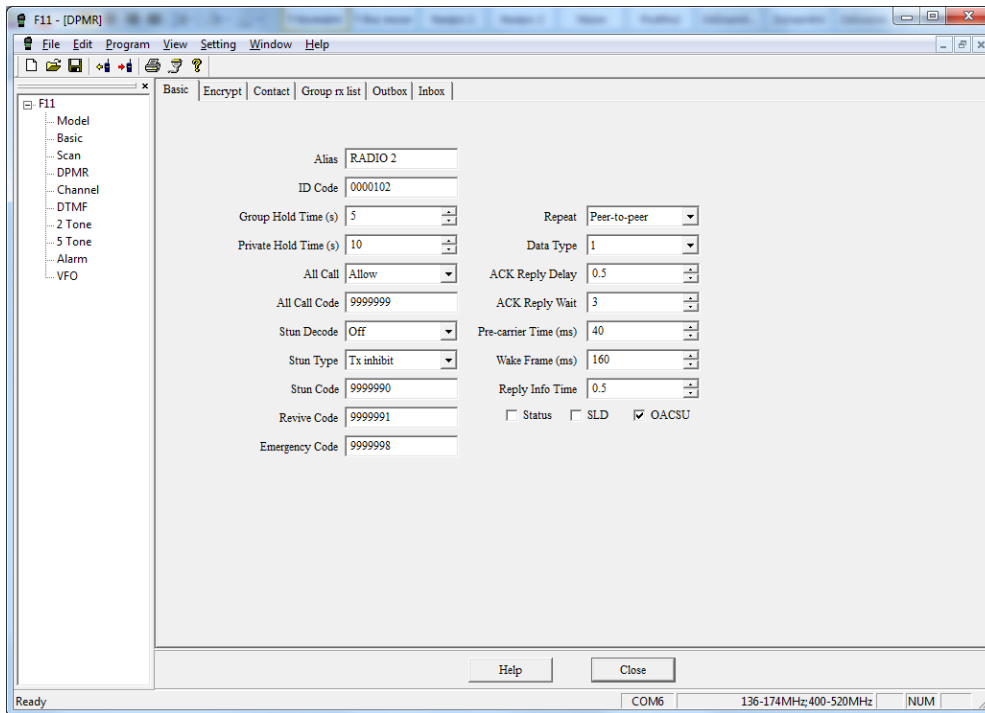 F11 - [DPMR]
File Edit Program View Setting Window Help
F11
Model
Basic
Scan
DPMR
Channel
DTMF
2 Tone
5 Tone
Alarm
VFO
Basic Encrypt Contact Group rx list Outbox Inbox
Alias RADIO 2
ID Code 0000102
Group Hold Time (s) 5 Repeat Peer-to-peer
Private Hold Time (s) 10 Data Type 1
All Call Allow ACK Reply Delay 0.5
All Call Code 9999999 ACK Reply Wait 3
Stun Decode Off Pre-carrier Time (ms) 40
Stun Type Tx inhibit Wake Frame (ms) 160
Stun Code 9999990 Reply Info Time 0.5
Revive Code 9999991 Status SLD OACSU
Emergency Code 9999998
Help Close
Ready COM6 136-174MHz;400-520MHz NUM